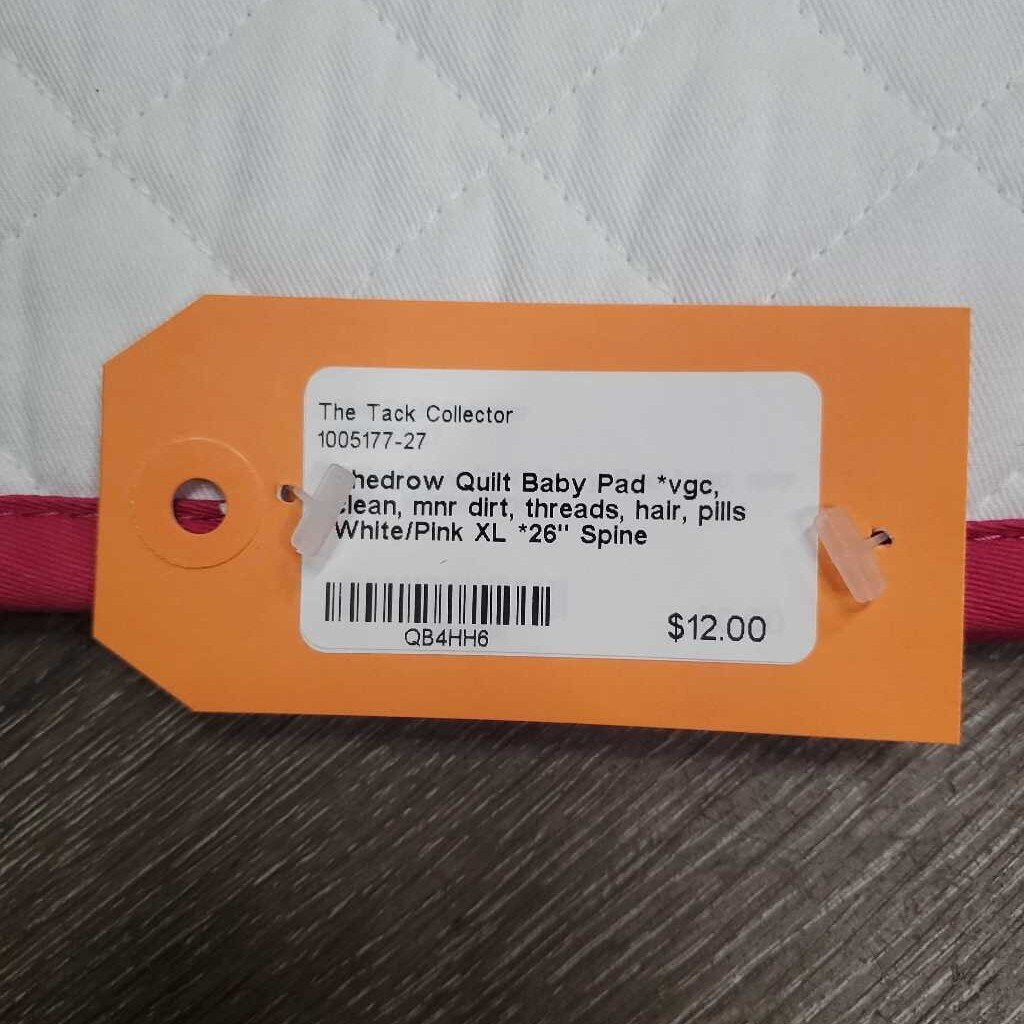 The Tack Collector
1005177-27
hedrow Quilt Baby Pad *vgc,
lean, mnr dirt, threads, hair, pills
White/Pink XL *26" Spine
QB4HH6
$12.00